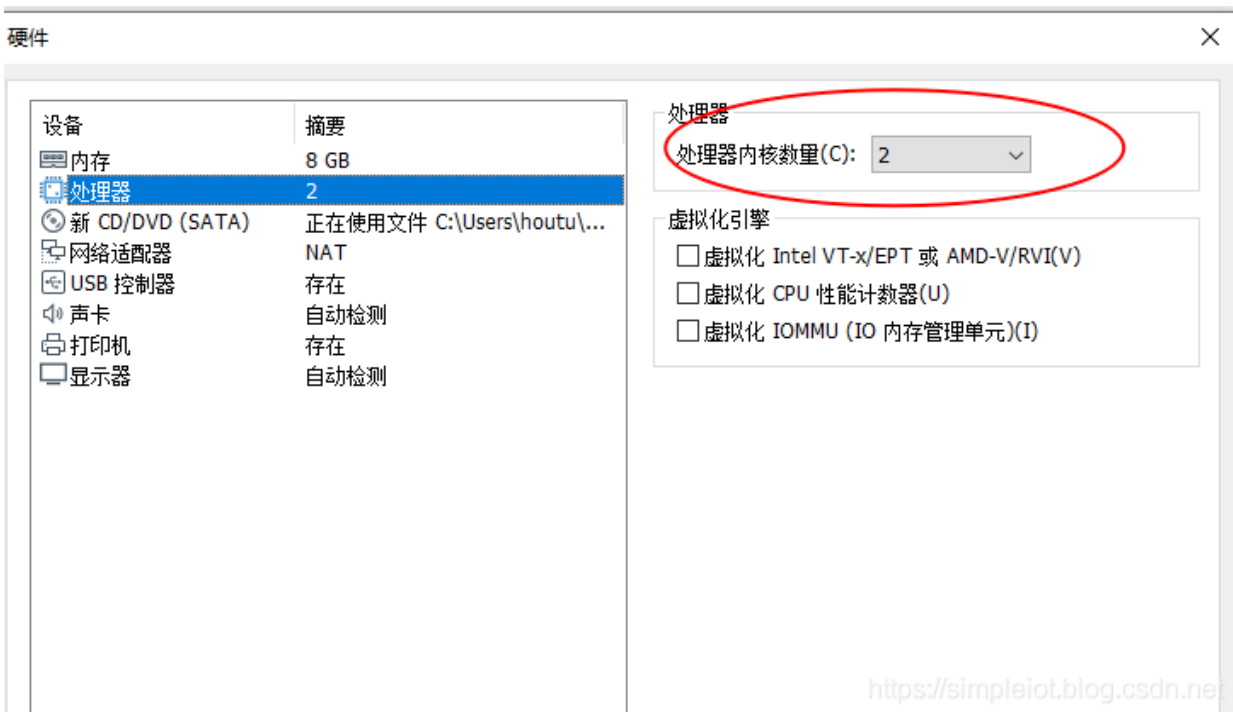 硬件
设备 摘要
内存 8 GB
处理器 2
新 CD/DVD (SATA) 正在使用文件 C:\Users\houtu\...
网络适配器 NAT
USB 控制器 存在
声卡 自动检测
打印机 存在
显示器 自动检测
处理器
处理器内核数量(C): 2
虚拟化引擎
虚拟化 Intel VT-x/EPT 或 AMD-V/RVI(V)
虚拟化 CPU 性能计数器(U)
虚拟化 IOMMU (IO 内存管理单元)(I)
https://simpleiot.blog.csdn.net